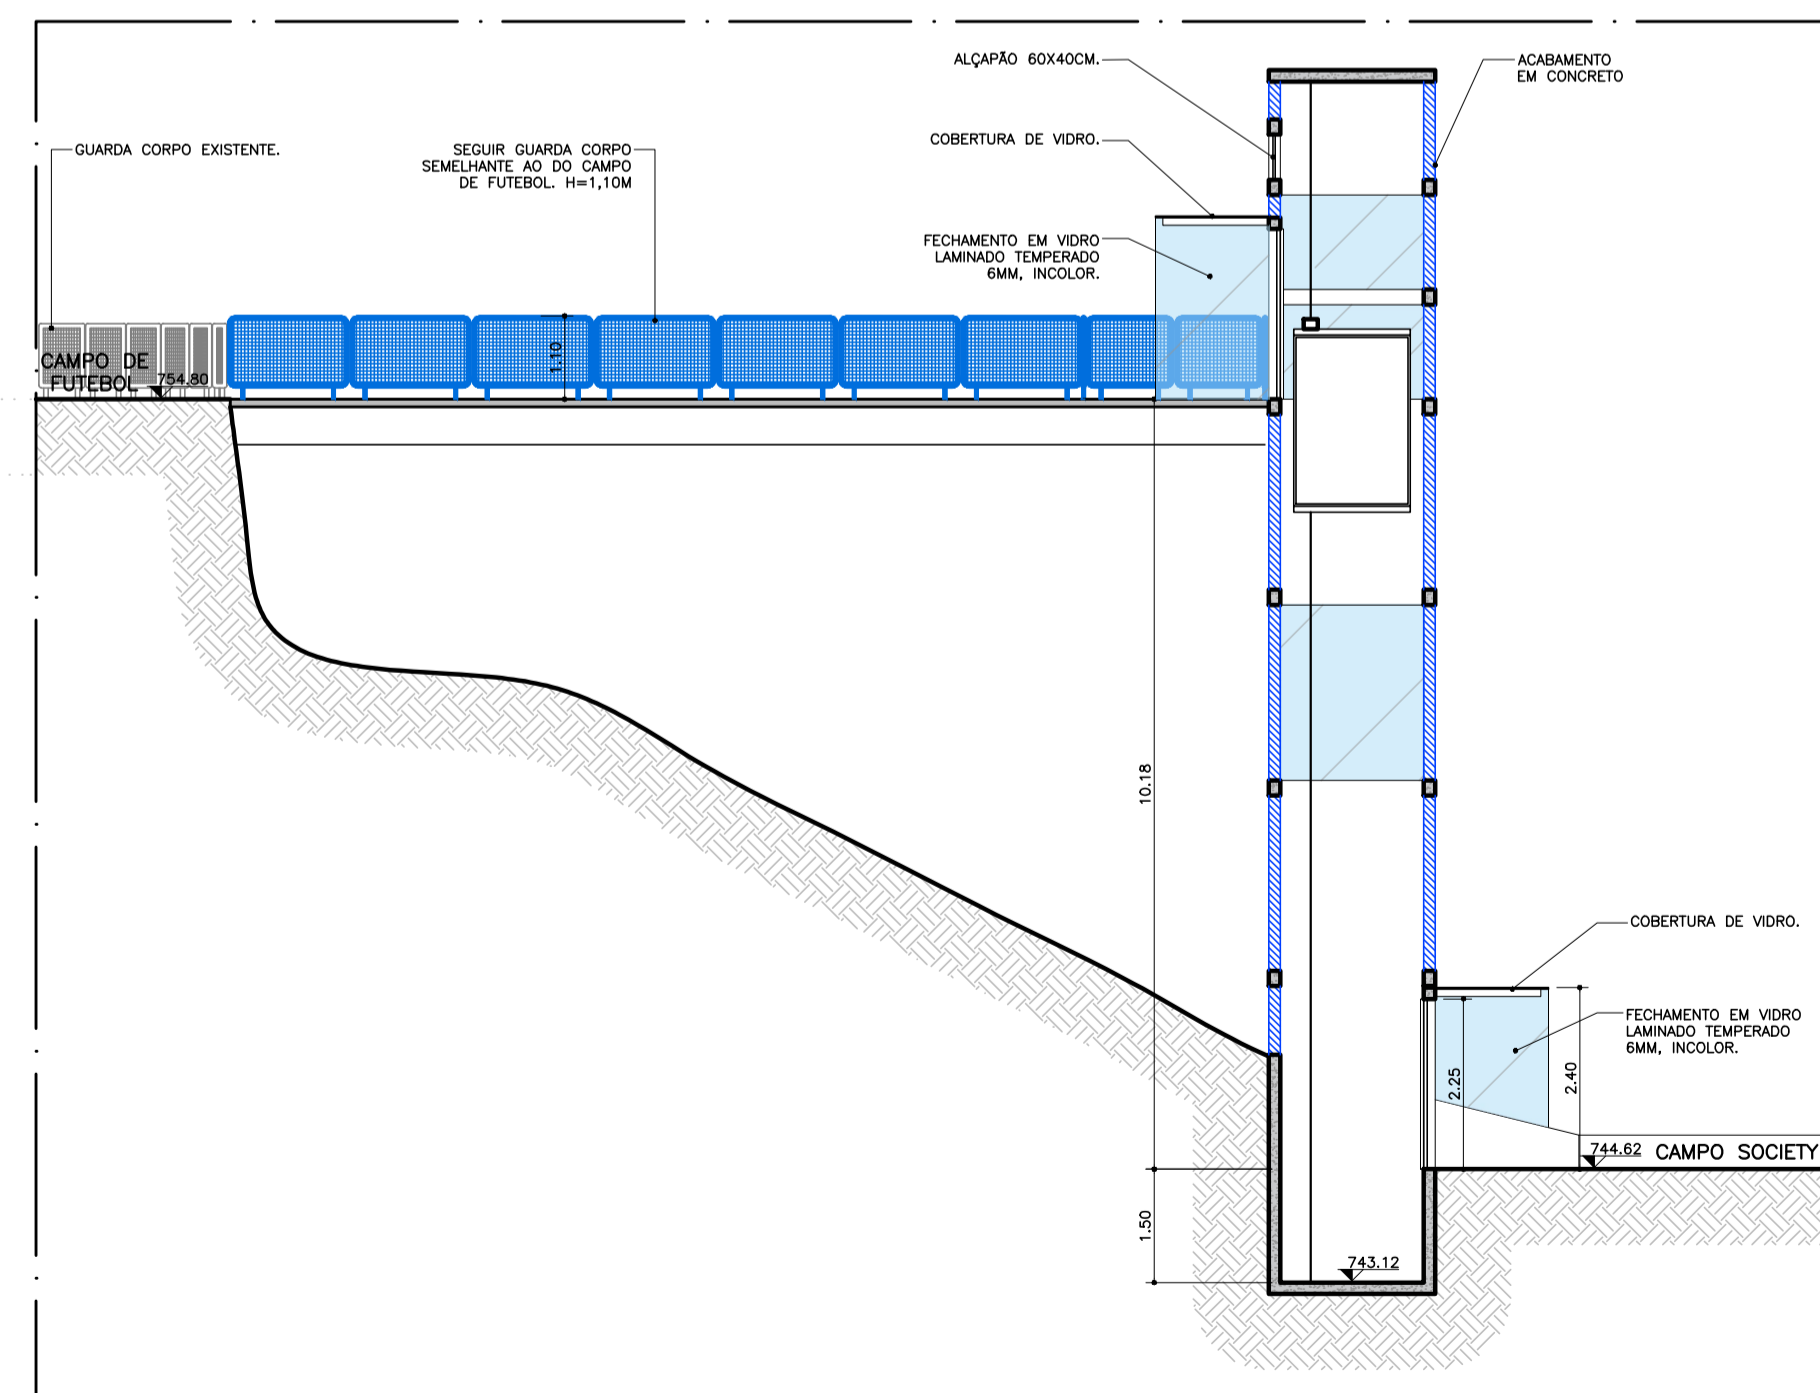 ALÇAPÃO 60X40CM.
ACABAMENTO
EM CONCRETO
COBERTURA DE VIDRO.
GUARDA CORPO EXISTENTE.
SEGUIR GUARDA CORPO
SEMELHANTE AO DO CAMPO
DE FUTEBOL. H=1,10M
FECHAMENTO EM VIDRO
LAMINADO TEMPERADO
6MM, INCOLOR.
1.10
CAMPO DE
FUTEBOL
754.80
10.18
COBERTURA DE VIDRO.
FECHAMENTO EM VIDRO
LAMINADO TEMPERADO
6MM, INCOLOR.
2.25
2.40
744.62
CAMPO SOCIETY
1.50
743.12